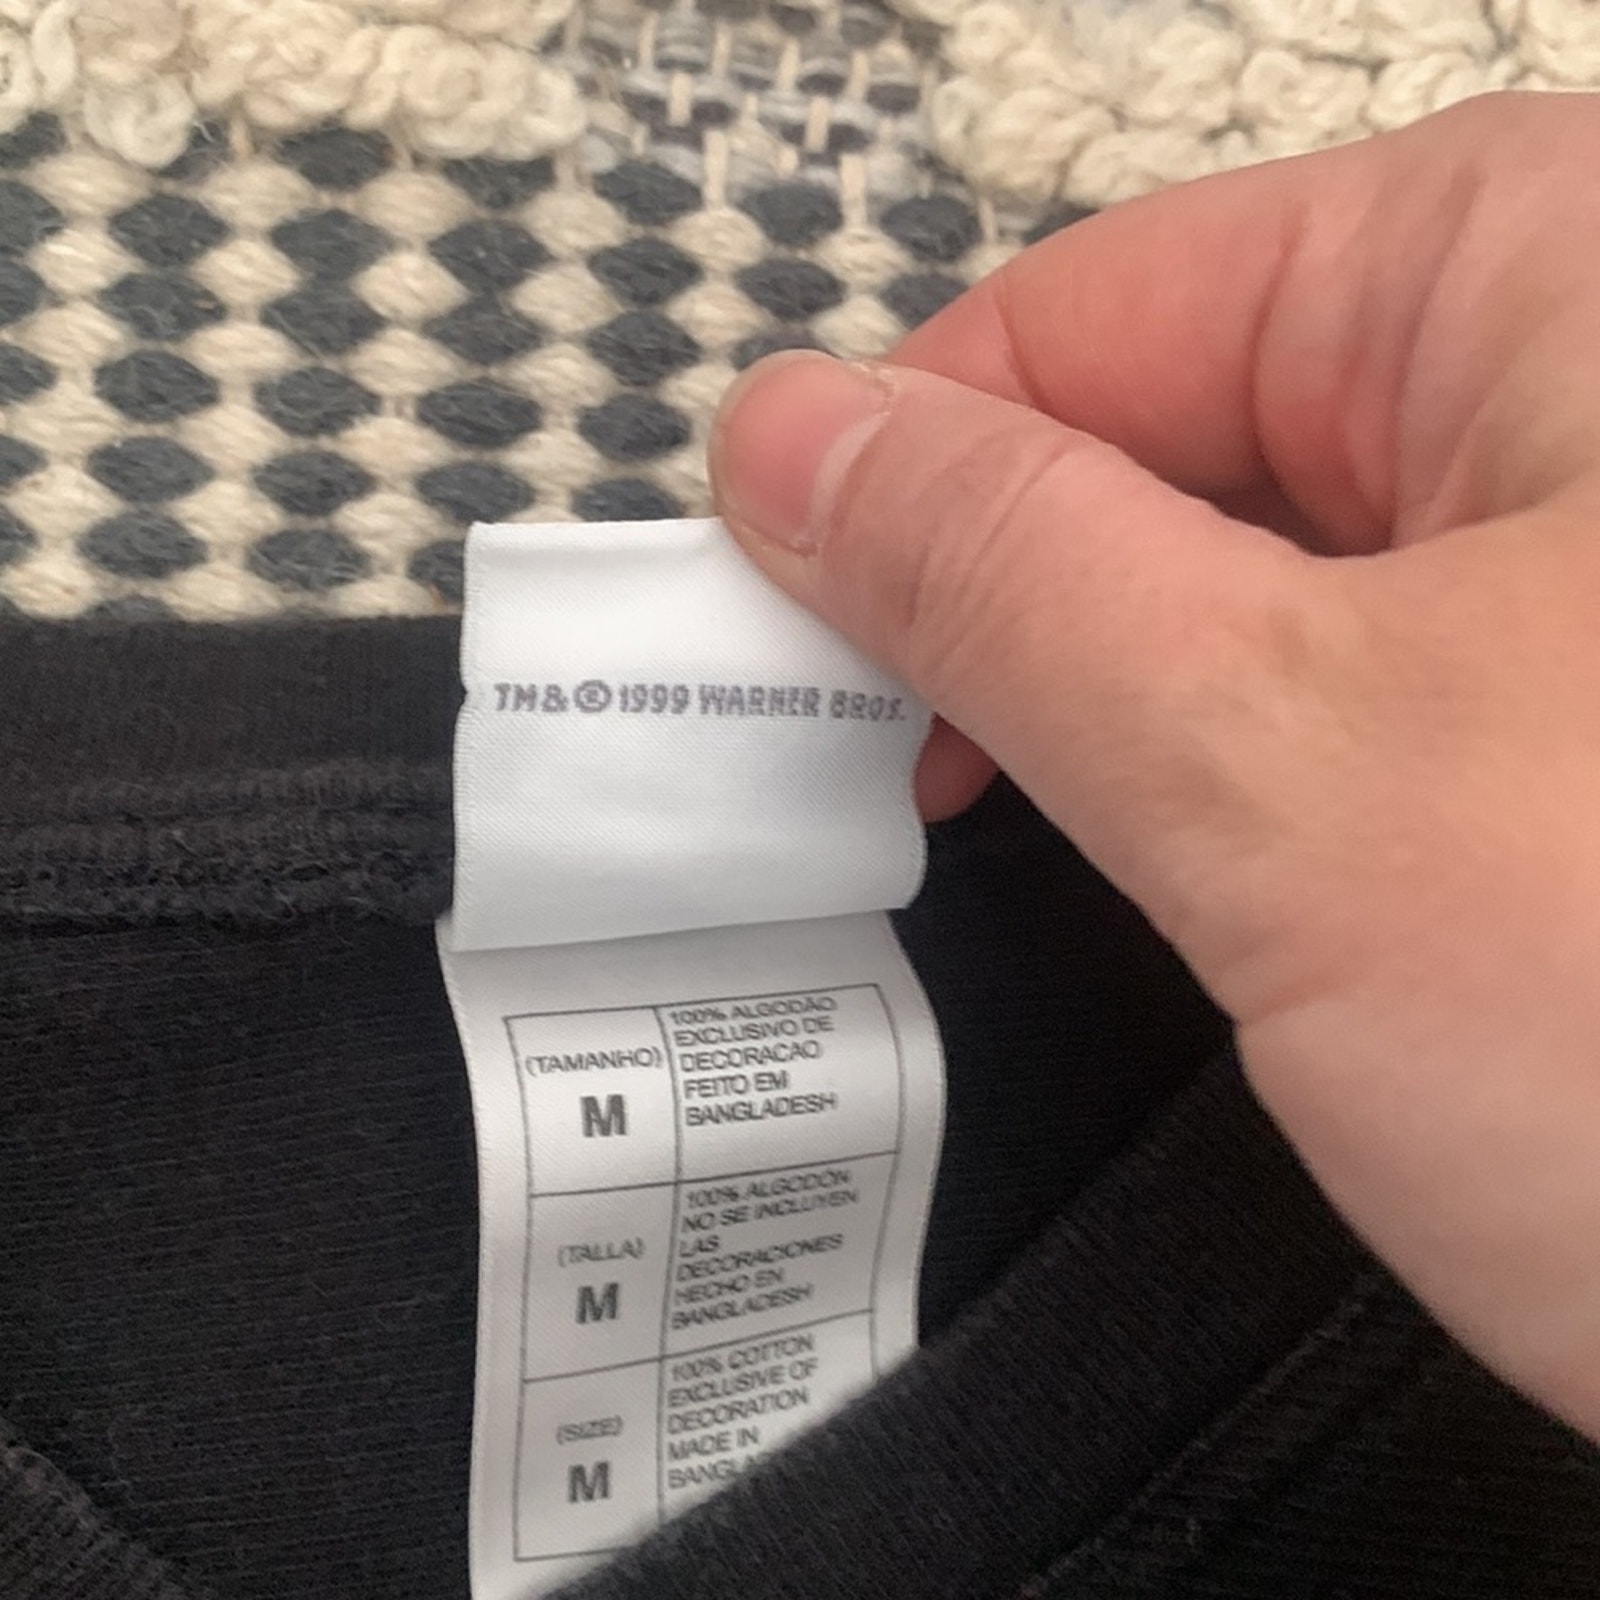 TM & © 1999 WARNER BROS.
(TAMANHO)
M
100% ALGODÃO
EXCLUSIVO DE
DECORACAO
FEITO EM
BANGLADESH
(TALLA)
M
100% ALGODÓN
NO SE INCLUYEN
LAS
DECORACIONES
HECHO EN
BANGLADESH
(SIZE)
M
100% COTTON
EXCLUSIVE OF
DECORATION
MADE IN